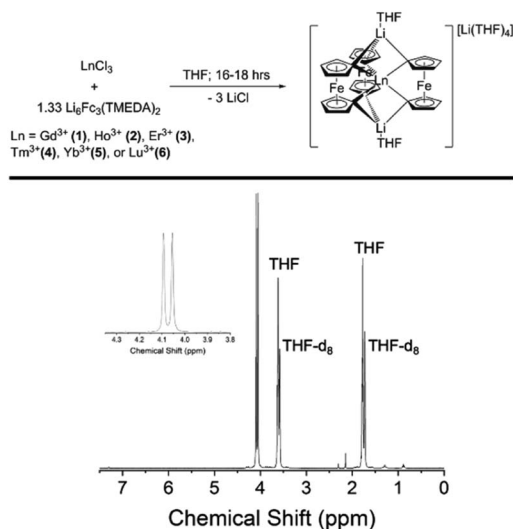 LnCl3
+
1.33 Li6Fc3(TMEDA)2
Ln = Gd3+ (1), Ho3+ (2), Er3+ (3),
Tm3+(4), Yb3+(5), or Lu3+(6)
THF; 16-18 hrs
- 3 LiCl
THF
Li
Fe
Ln
Fe
Fe
Li
THF
[Li(THF)4]
THF
THF-d8
THF
THF-d8
4.3 4.2 4.1 4.0 3.9 3.8
Chemical Shift (ppm)
7 6 5 4 3 2 1 0
Chemical Shift (ppm)